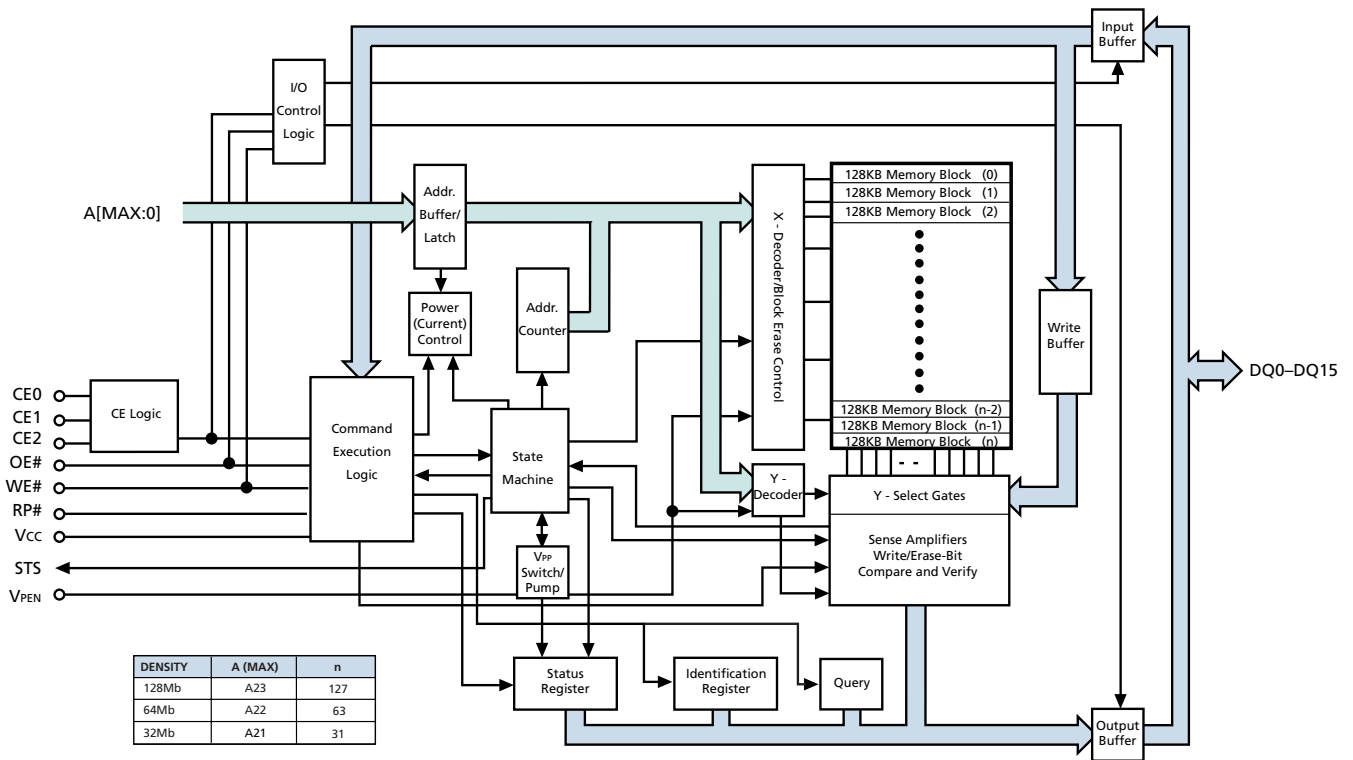 Input
Buffer
I/O
Control
Logic
Addr.
Buffer/
Latch
A[MAX:0]
X - Decoder/Block Erase Control
128KB Memory Block (0)
128KB Memory Block (1)
128KB Memory Block (2)
Power
(Current)
Control
Addr.
Counter
Write
Buffer
DQ0–DQ15
CE0
CE1
CE2
OE#
WE#
RP#
VCC
STS
VPEN
CE Logic
Command
Execution
Logic
State
Machine
128KB Memory Block (n-2)
128KB Memory Block (n-1)
128KB Memory Block (n)
Y -
Decoder
Y - Select Gates
Sense Amplifiers
Write/Erase-Bit
Compare and Verify
VPP
Switch/
Pump
Status
Register
Identification
Register
Query
Output
Buffer
DENSITY A (MAX) n
128Mb A23 127
64Mb A22 63
32Mb A21 31